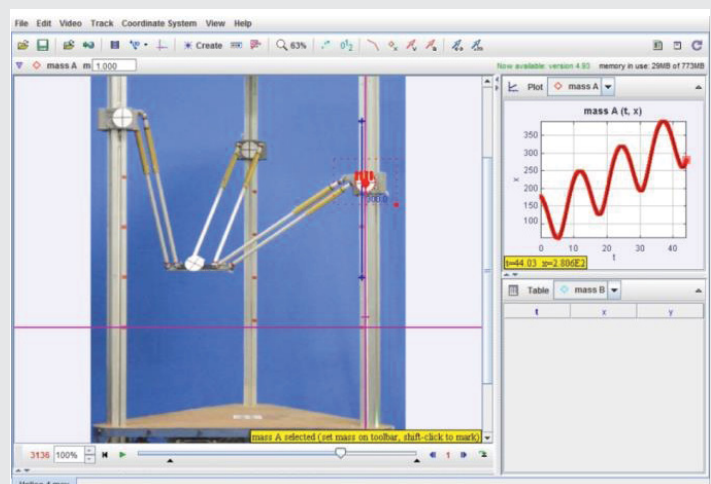 File Edit Video Track Coordinate System View Help
Create 63%
mass A m 1.000 Now available: version 4.93 memory in use: 29MB of 773MB
Plot mass A
mass A (t, x)
350
300
250
200
150
100
x
0 10 20 30 40
t
t=44.03 x=2.806E2
Table mass B
t x y
mass A selected (set mass on toolbar, shift-click to mark)
3136 100% 1